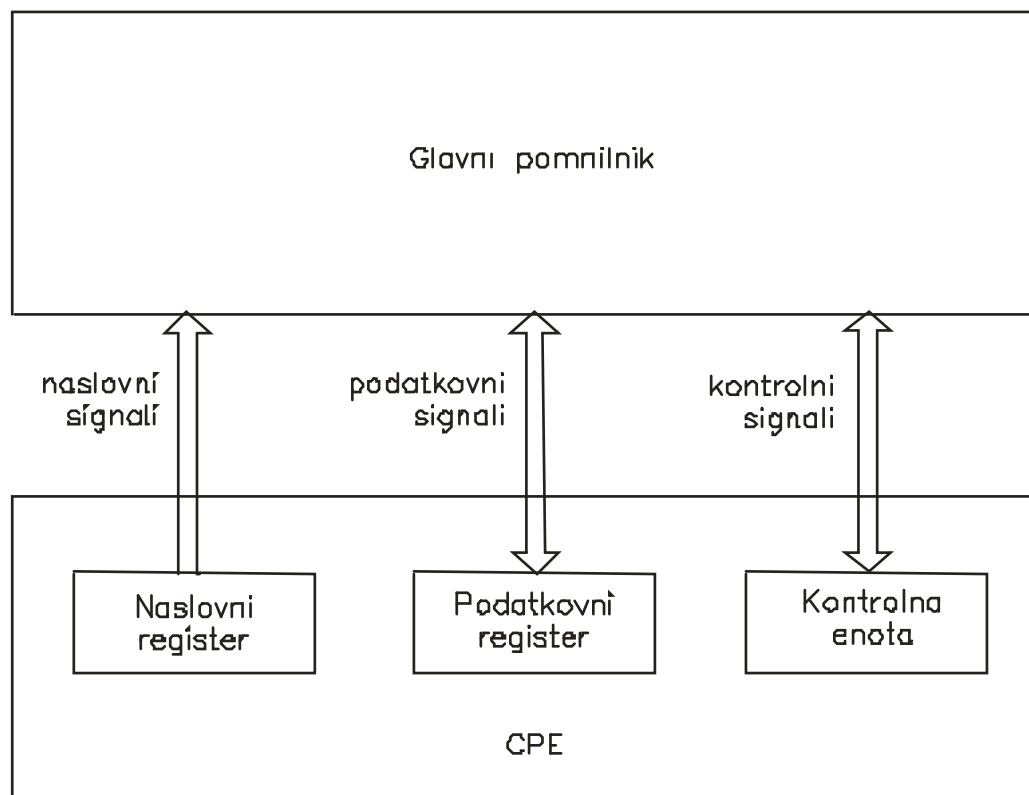 Glavni pomnilnik
naslovni
signali
podatkovni
signali
kontrolni
signali
Naslovni
register
Podatkovni
register
Kontrolna
enota
CPE